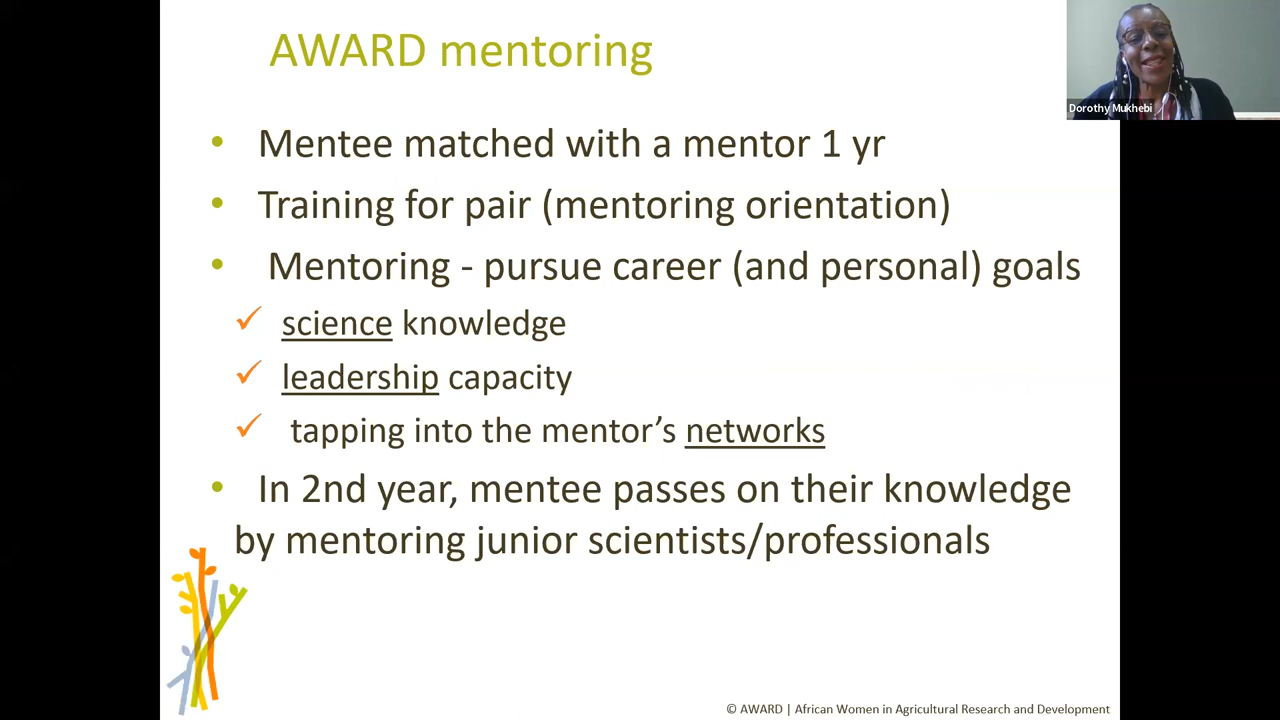 AWARD mentoring
Dorothy Mukhebi
• Mentee matched with a mentor 1 yr
• Training for pair (mentoring orientation)
• Mentoring - pursue career (and personal) goals
✓ science knowledge
✓ leadership capacity
✓ tapping into the mentor’s networks
• In 2nd year, mentee passes on their knowledge
by mentoring junior scientists/professionals
© AWARD | African Women in Agricultural Research and Development